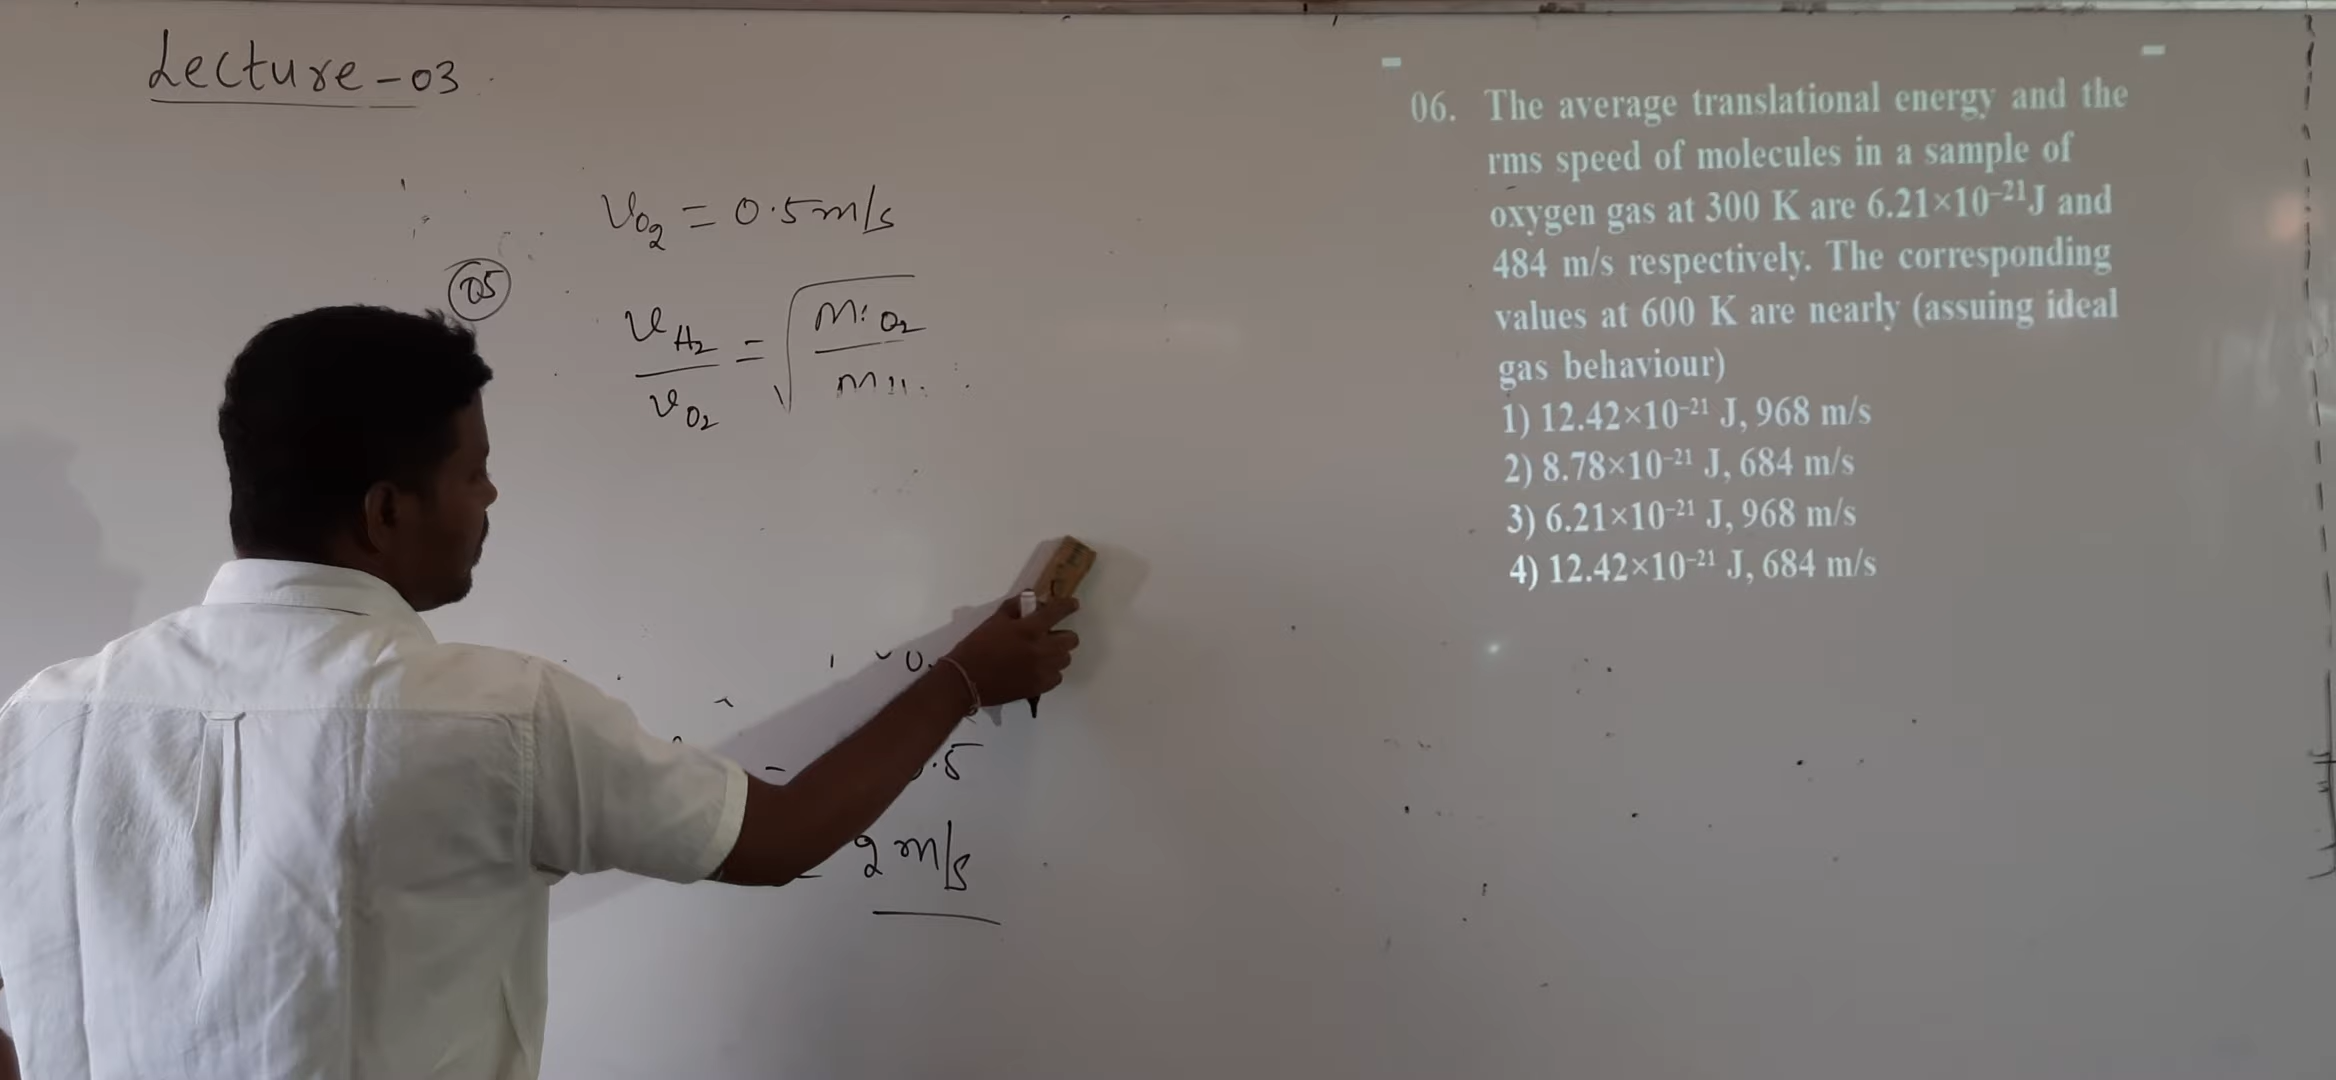 Lecture-03
V_O2 = 0.5 m/s
05
V_H2 / V_O2 = √(M O2 / M
0.
.5
= 2 m/s
06. The average translational energy and the
rms speed of molecules in a sample of
oxygen gas at 300 K are 6.21×10⁻²¹J and
484 m/s respectively. The corresponding
values at 600 K are nearly (assuing ideal
gas behaviour)
1) 12.42×10⁻²¹ J, 968 m/s
2) 8.78×10⁻²¹ J, 684 m/s
3) 6.21×10⁻²¹ J, 968 m/s
4) 12.42×10⁻²¹ J, 684 m/s